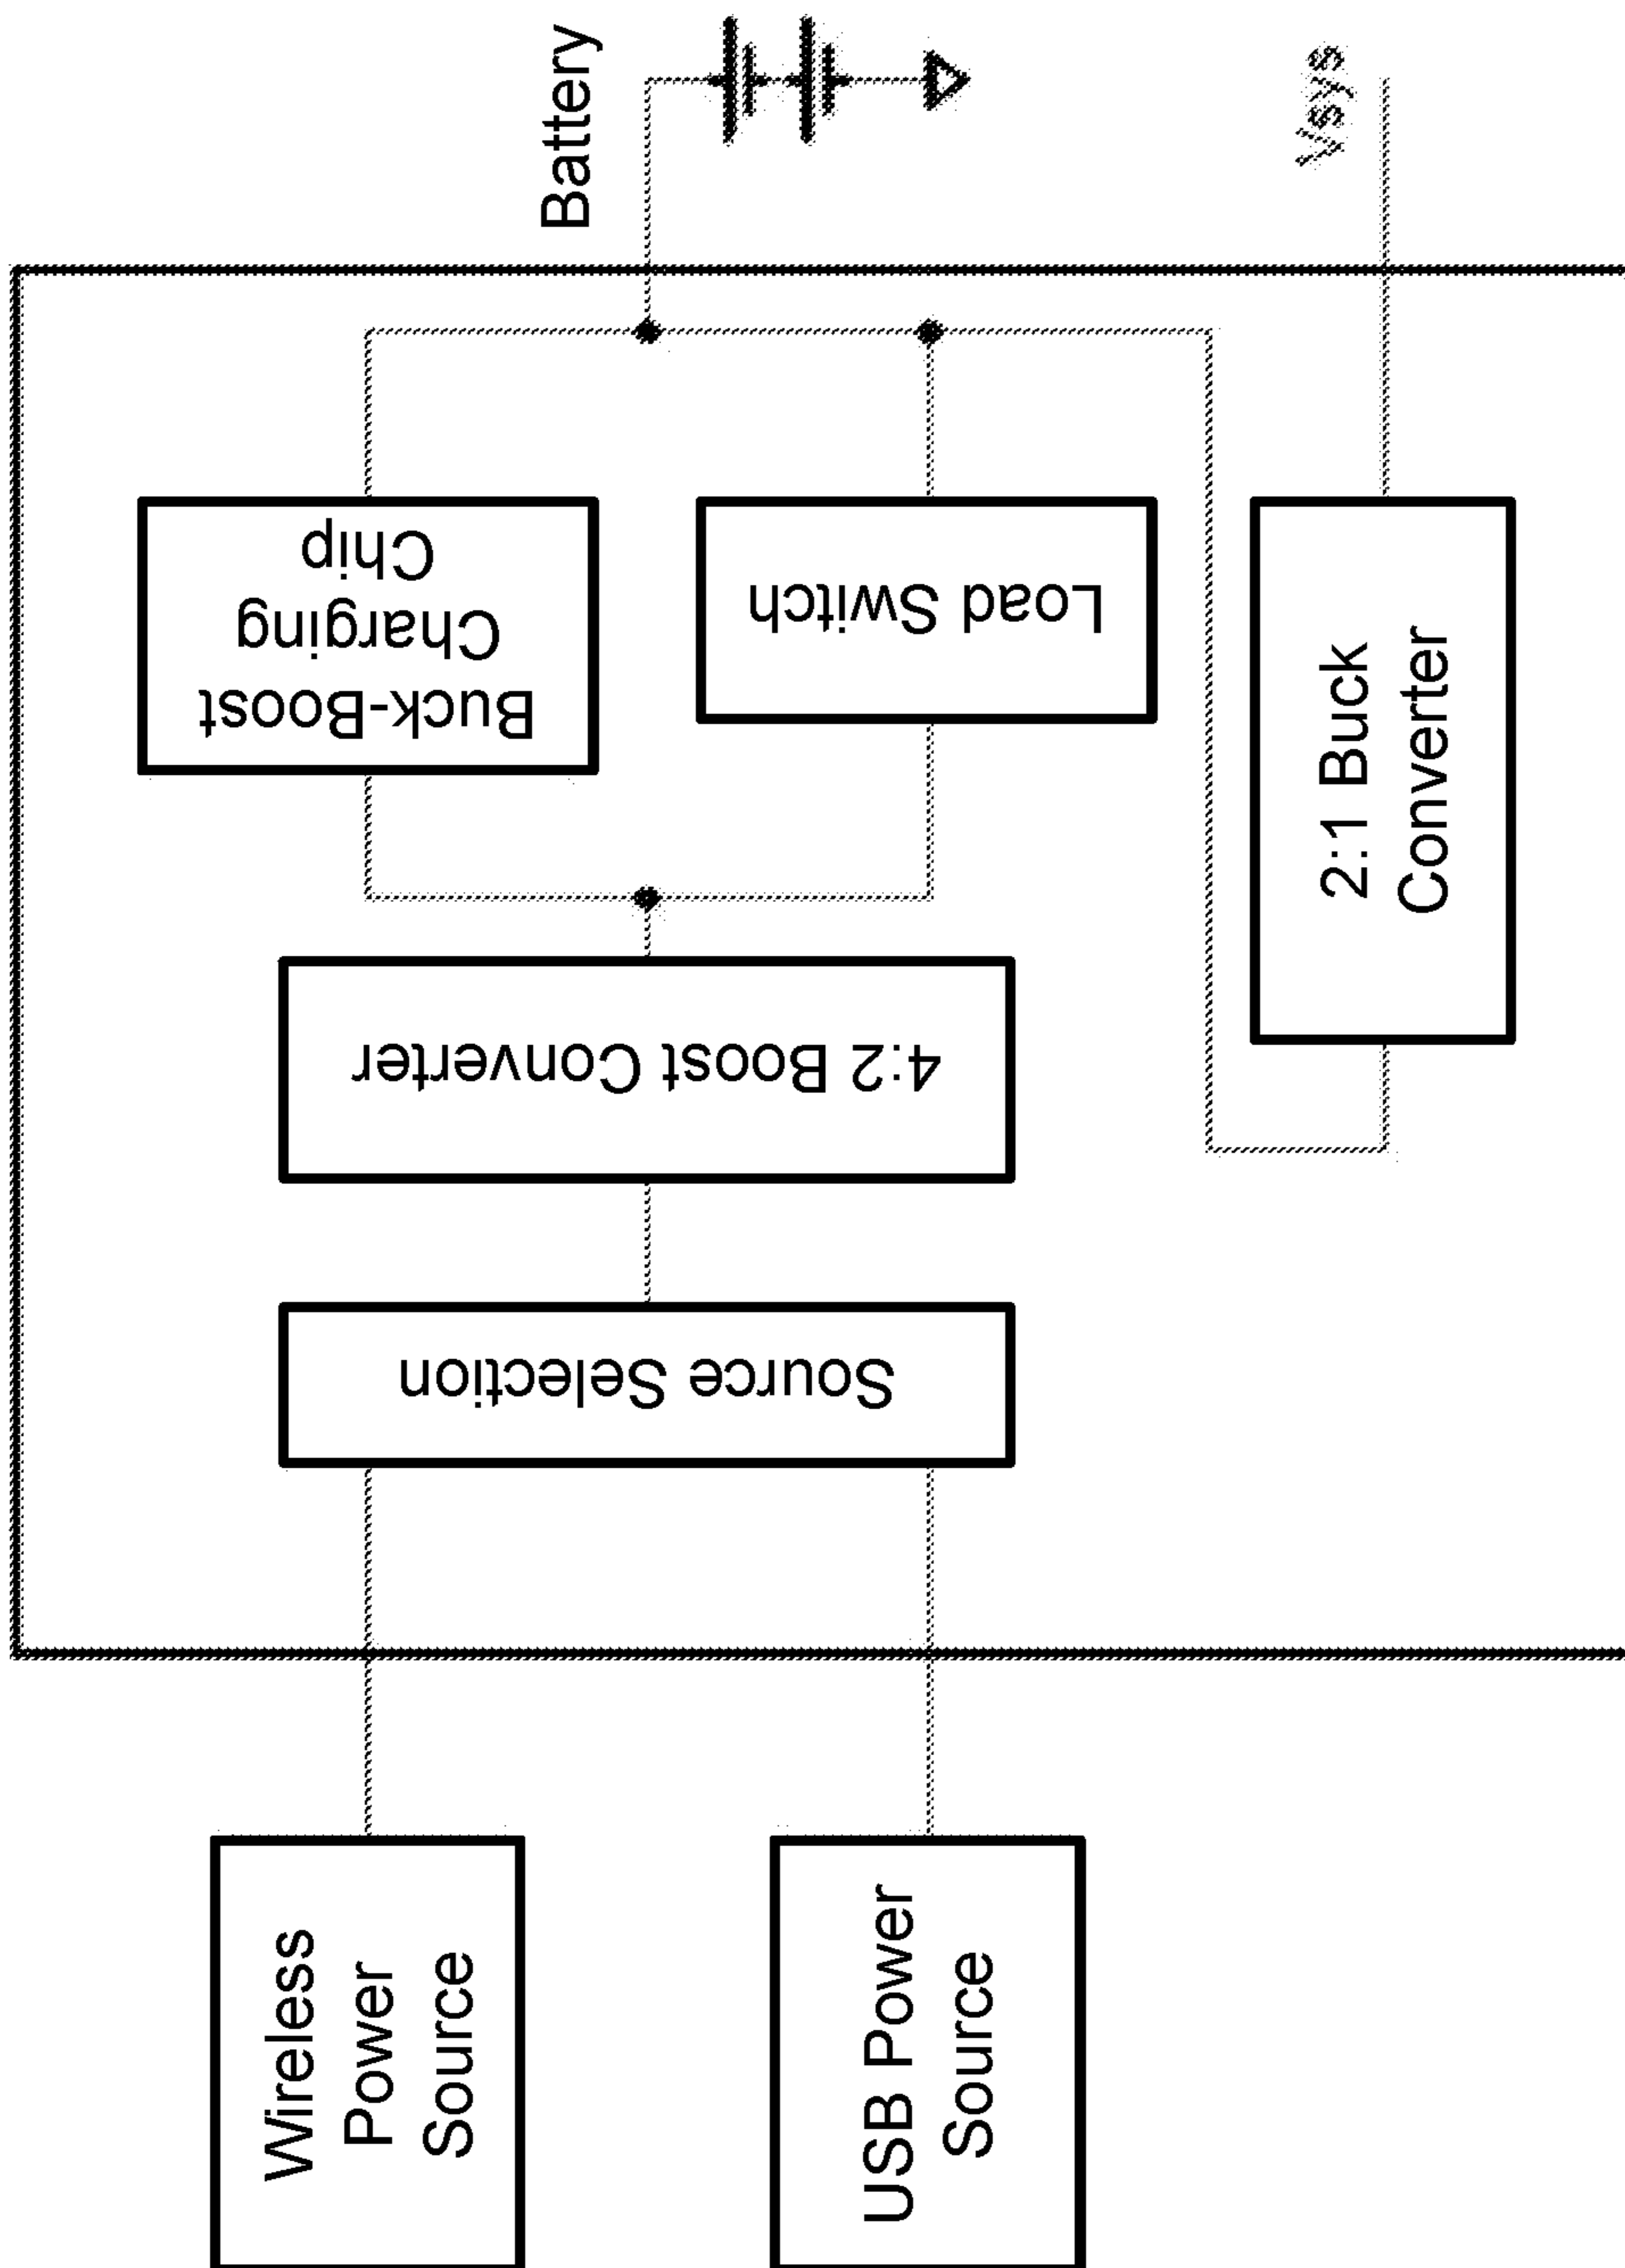 Wireless
Power
Source
USB Power
Source
Source Selection
4:2 Boost Converter
Buck-Boost
Charging
Chip
Load Switch
2:1 Buck
Converter
Battery
Vsys